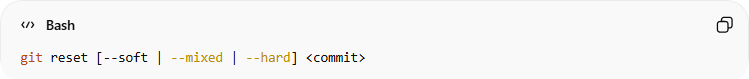 </> Bash
git reset [--soft | --mixed | --hard] <commit>